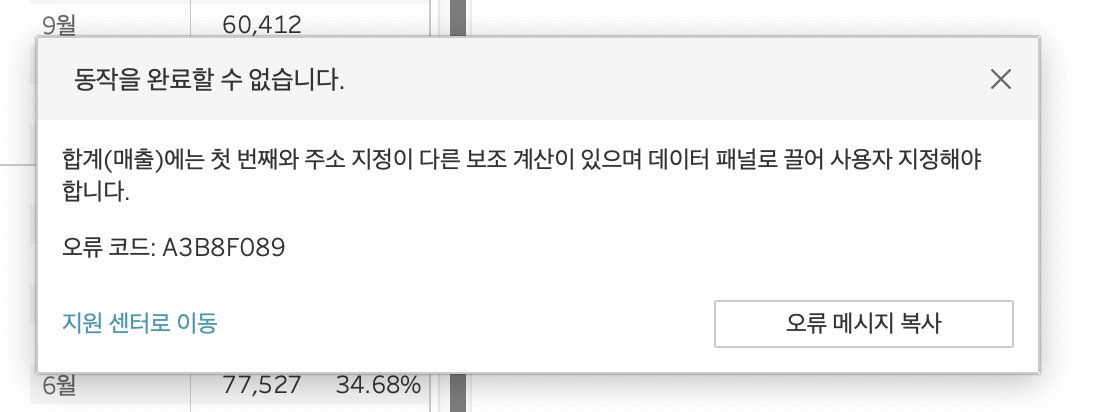 9월 60,412
동작을 완료할 수 없습니다.
합계(매출)에는 첫 번째와 주소 지정이 다른 보조 계산이 있으며 데이터 패널로 끌어 사용자 지정해야
합니다.
오류 코드: A3B8F089
지원 센터로 이동
오류 메시지 복사
6월 77,527 34.68%